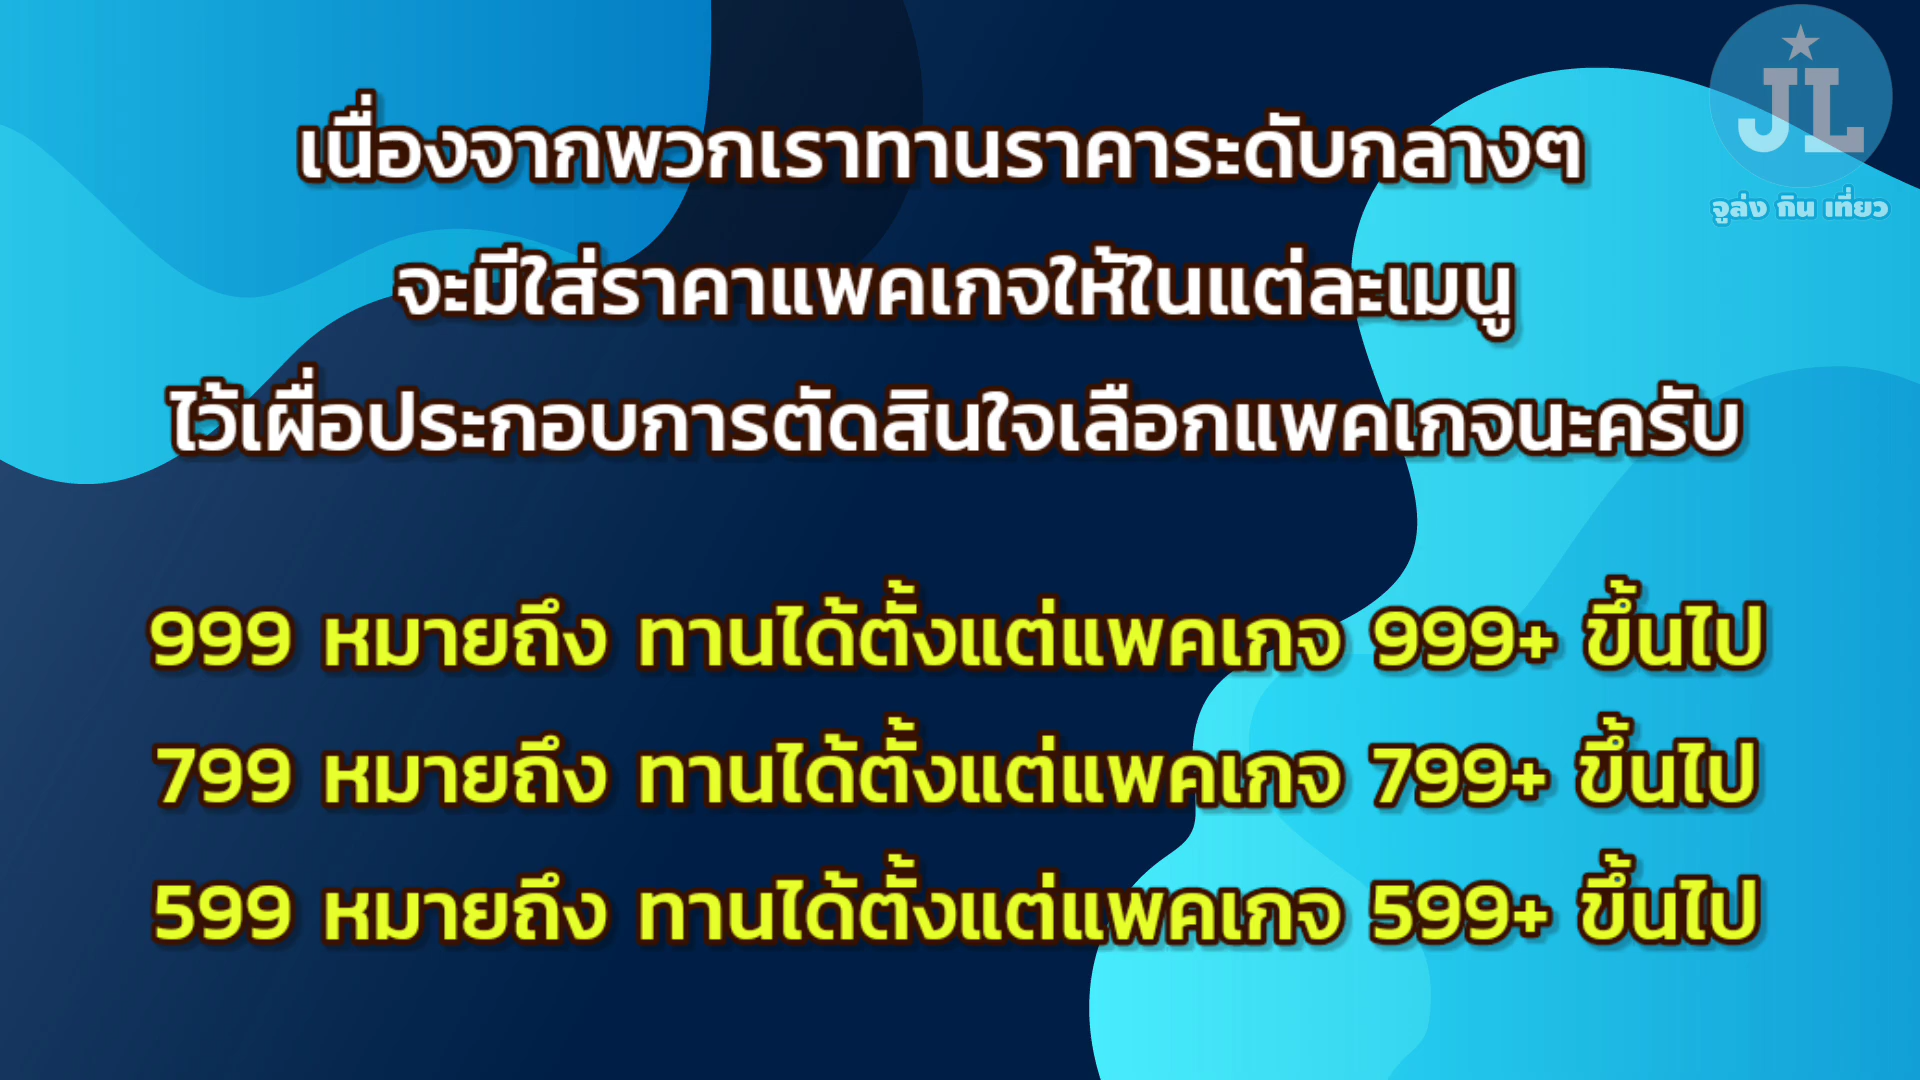 JL
จูล่ง กิน เที่ยว
เนื่องจากพวกเราทานราคาระดับกลางๆ
จะมีใส่ราคาแพคเกจให้ในแต่ละเมนู
ไว้เผื่อประกอบการตัดสินใจเลือกแพคเกจนะครับ
999 หมายถึง ทานได้ตั้งแต่แพคเกจ 999+ ขึ้นไป
799 หมายถึง ทานได้ตั้งแต่แพคเกจ 799+ ขึ้นไป
599 หมายถึง ทานได้ตั้งแต่แพคเกจ 599+ ขึ้นไป